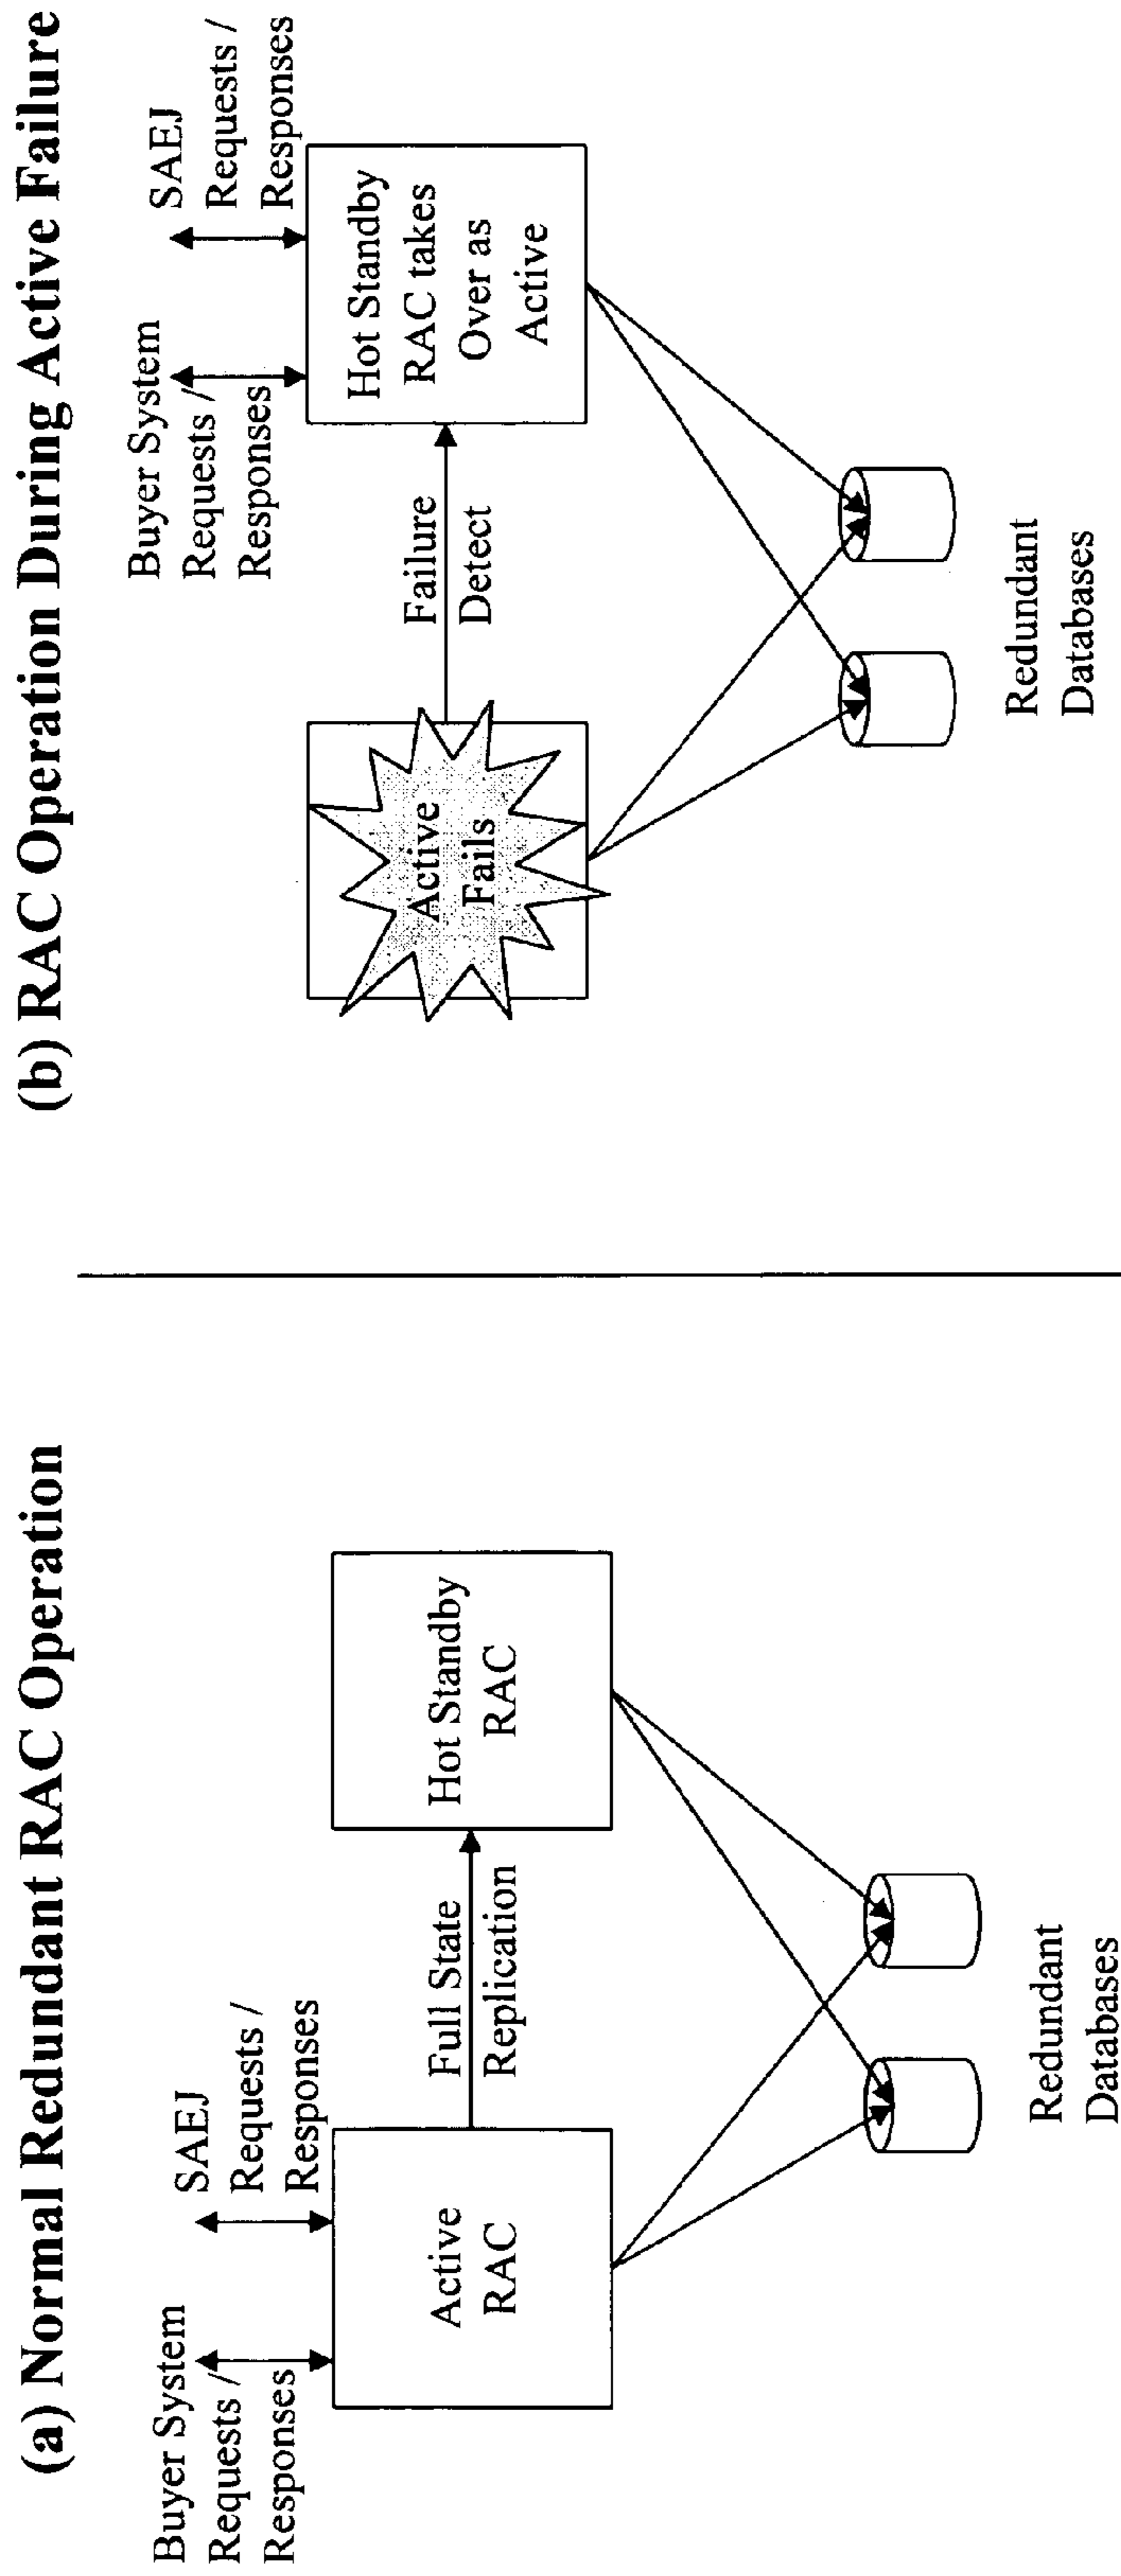 (a) Normal Redundant RAC Operation
Buyer System
Requests /
Responses
SAEJ
Requests /
Responses
Active
RAC
Full State
Replication
Hot Standby
RAC
Redundant
Databases
(b) RAC Operation During Active Failure
Buyer System
Requests /
Responses
SAEJ
Requests /
Responses
Active
Fails
Failure
Detect
Hot Standby
RAC takes
Over as
Active
Redundant
Databases